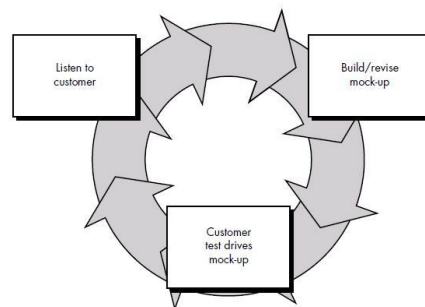 Listen to
customer
Build/revise
mock-up
Customer
test drives
mock-up